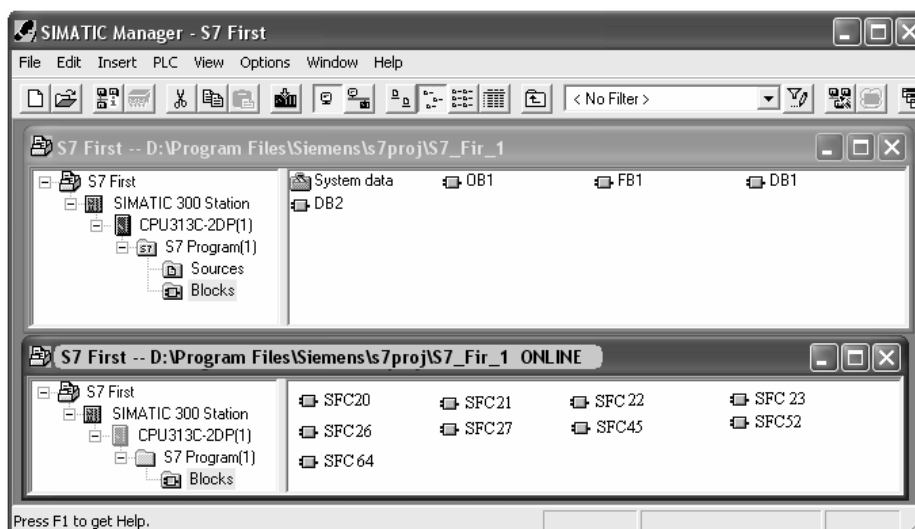 SIMATIC Manager - S7 First
File Edit Insert PLC View Options Window Help
< No Filter >
S7 First -- D:\Program Files\Siemens\s7proj\S7_Fir_1
S7 First
SIMATIC 300 Station
CPU313C-2DP(1)
S7 Program(1)
Sources
Blocks
System data OB1 FB1 DB1
DB2
S7 First -- D:\Program Files\Siemens\s7proj\S7_Fir_1 ONLINE
S7 First
SIMATIC 300 Station
CPU313C-2DP(1)
S7 Program(1)
Blocks
SFC20 SFC21 SFC 22 SFC 23
SFC26 SFC27 SFC45 SFC52
SFC 64
Press F1 to get Help.